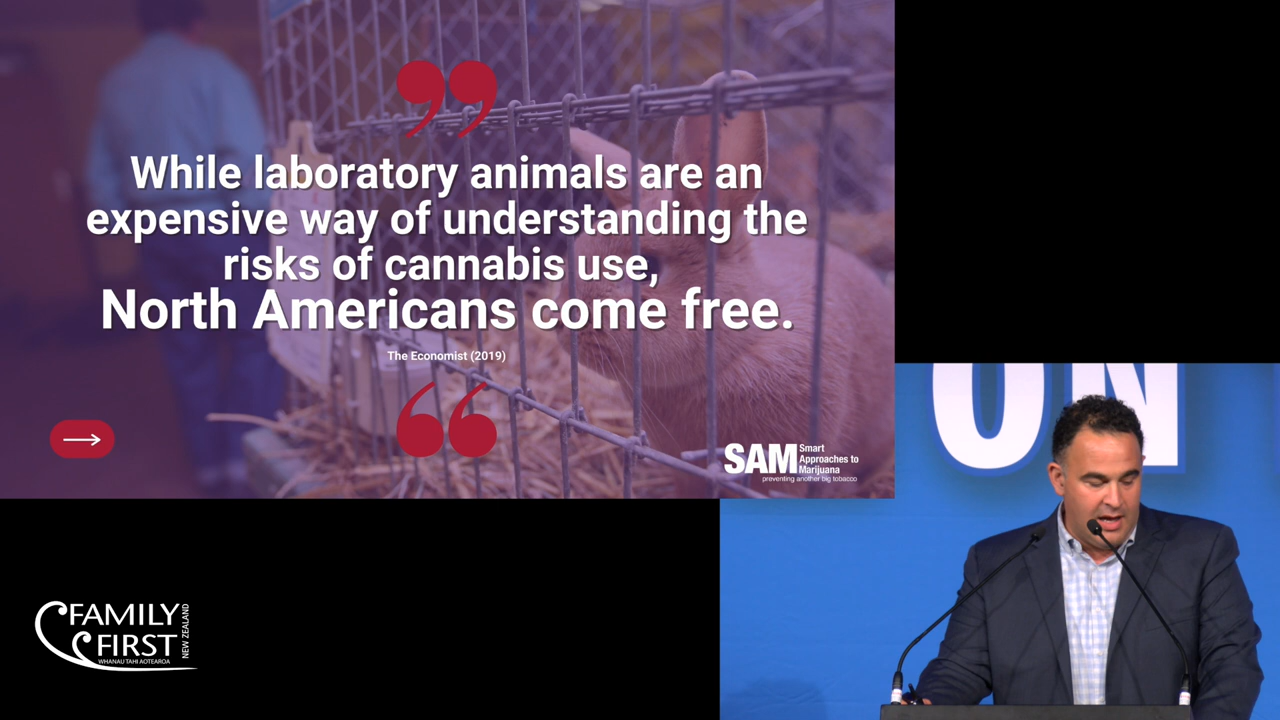 ”
While laboratory animals are an
expensive way of understanding the
risks of cannabis use,
North Americans come free.
The Economist (2019)
“
SAM Smart
Approaches to
Marijuana
preventing another big tobacco
ON
FAMILY
FIRST
NEW ZEALAND
WHANAU TAHI AOTEAROA